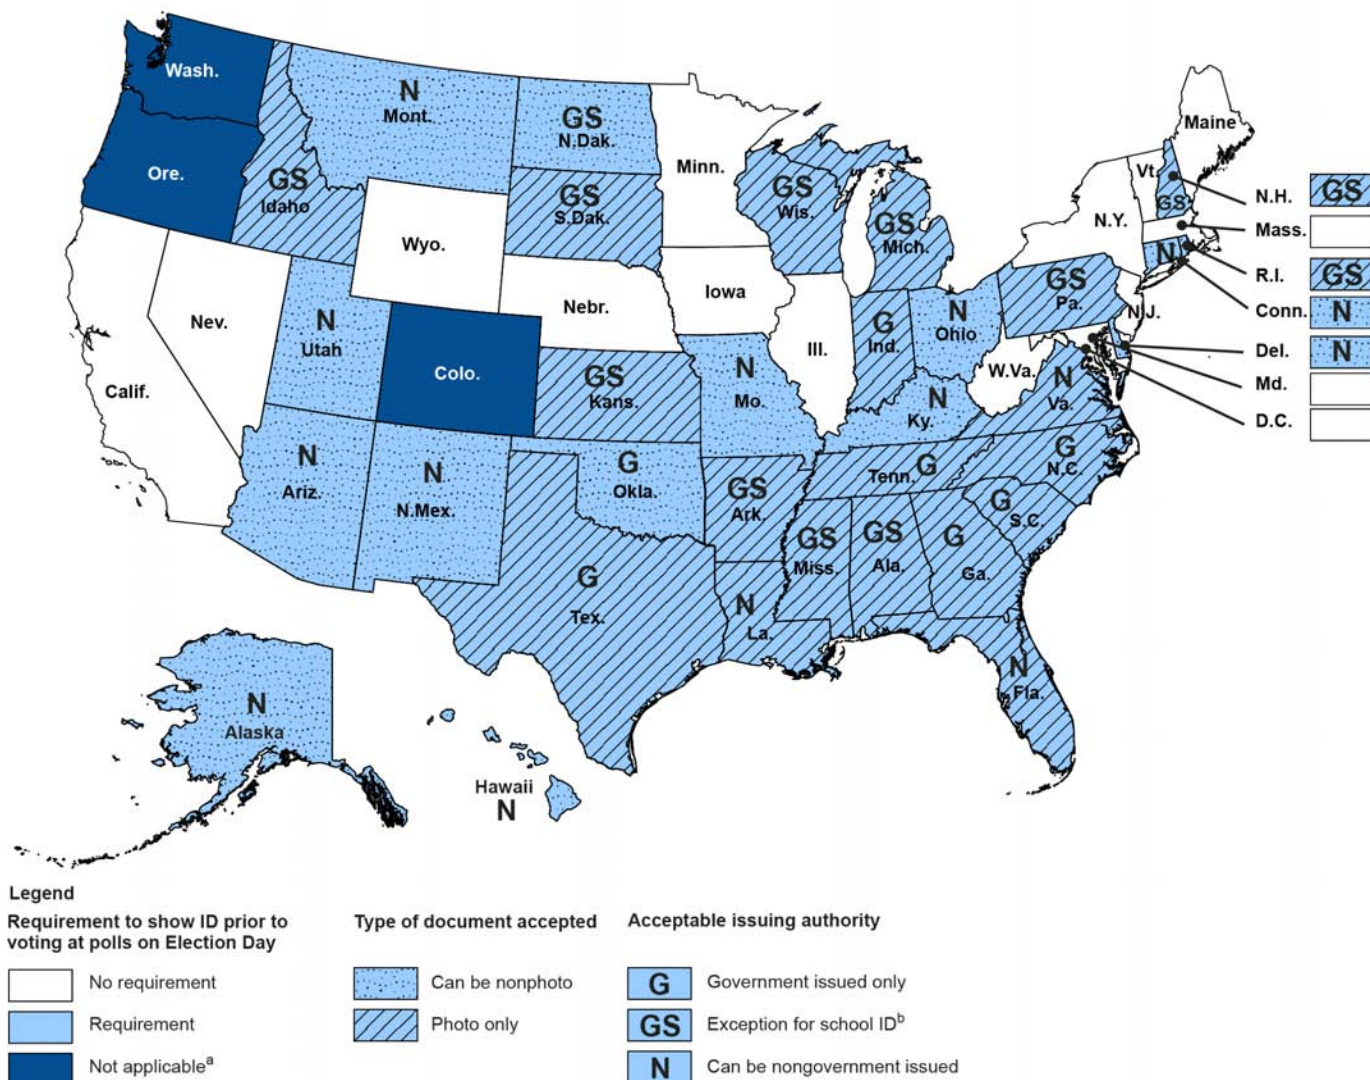 Wash.
N
Mont.
GS
N.Dak.
Minn.
Maine
Ore.
GS
Idaho
GS
S.Dak.
GS
Wis.
GS
Mich.
Vt.
GS
N.H.
GS
Mass.
N.Y.
Wyo.
N
R.I.
GS
GS
Pa.
Nebr.
Iowa
N
Ohio
N.J.
Conn.
N
Nev.
N
Utah
G
Ind.
Ill.
Del.
N
Colo.
W.Va.
Md.
Calif.
GS
Kans.
N
Mo.
N
Ky.
N
Va.
D.C.
N
Ariz.
N
N.Mex.
G
Okla.
GS
Ark.
Tenn.
G
G
N.C.
G
S.C.
G
Tex.
GS
Miss.
GS
Ala.
G
Ga.
N
La.
N
Fla.
N
Alaska
Hawaii
N
Legend
Requirement to show ID prior to
voting at polls on Election Day
No requirement
Requirement
Not applicableᵃ
Type of document accepted
Can be nonphoto
Photo only
Acceptable issuing authority
G Government issued only
GS Exception for school IDᵇ
N Can be nongovernment issued